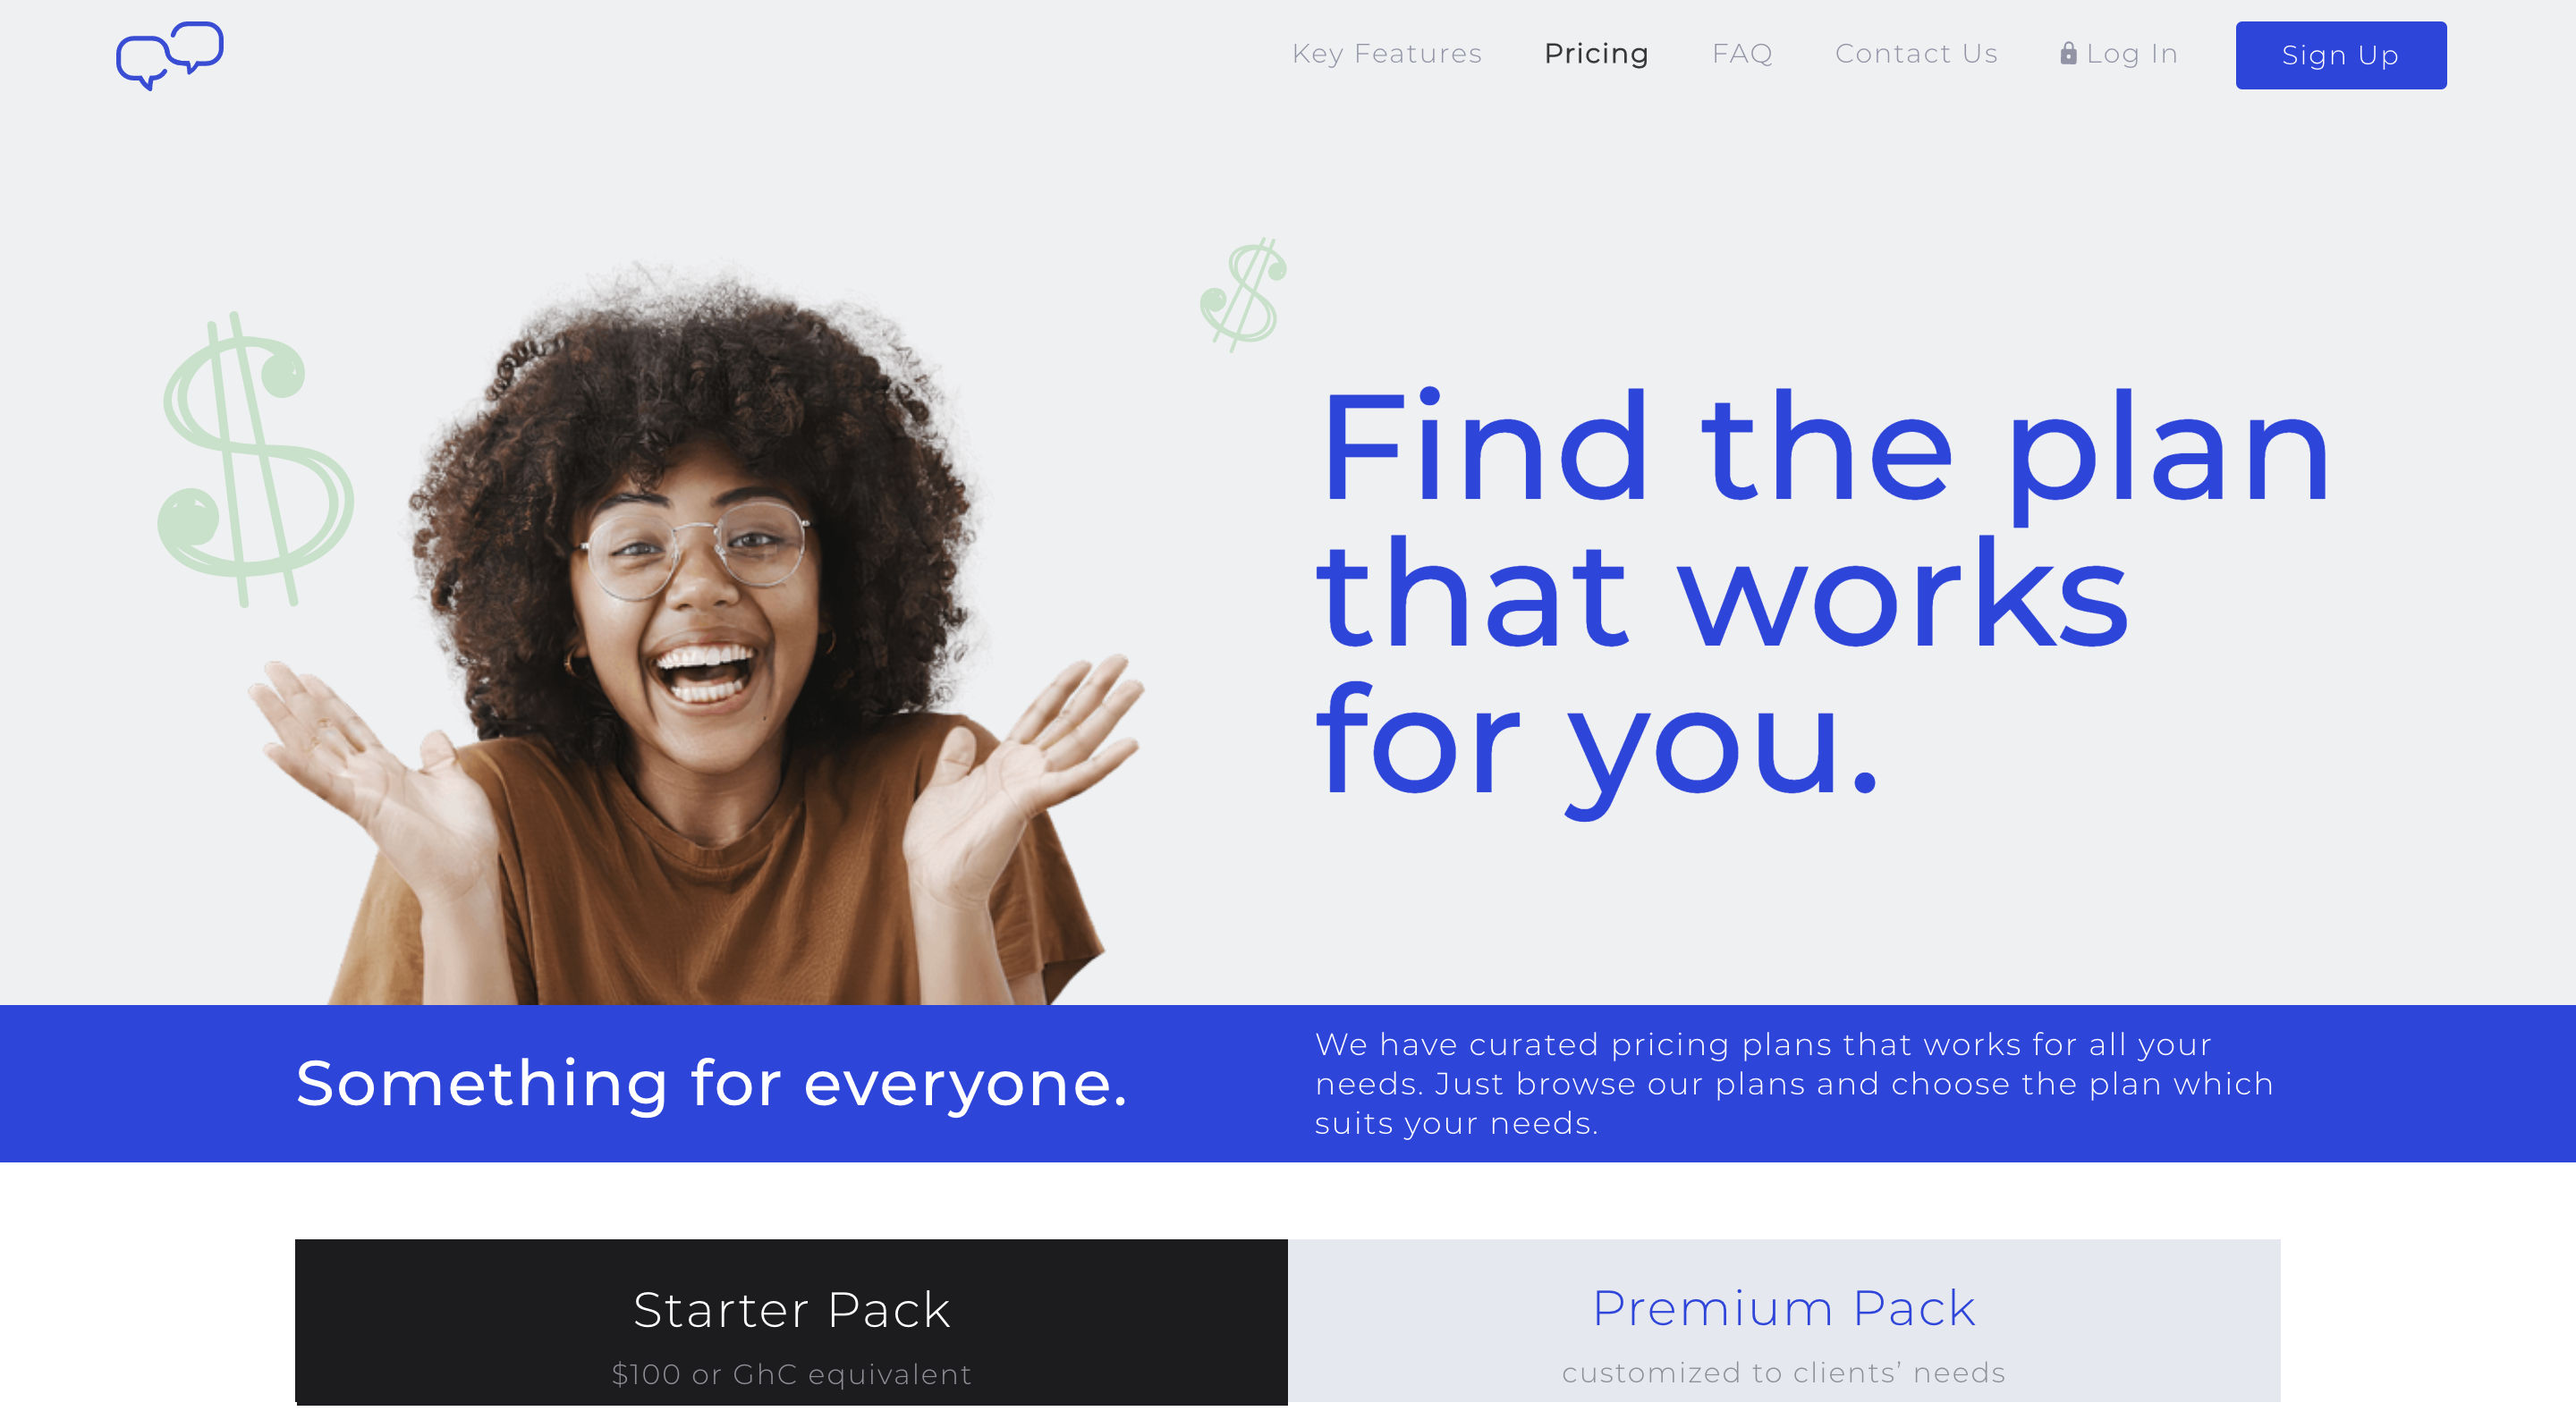 Key Features
Pricing
FAQ
Contact Us
Log In
Sign Up
$
$
Find the plan
that works
for you.
Something for everyone.
We have curated pricing plans that works for all your
needs. Just browse our plans and choose the plan which
suits your needs.
Starter Pack
$100 or GhC equivalent
Premium Pack
customized to clients’ needs